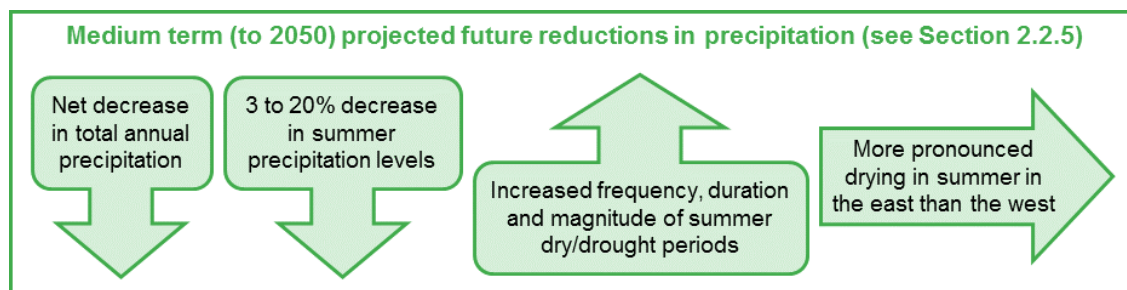 Medium term (to 2050) projected future reductions in precipitation (see Section 2.2.5)
Net decrease
in total annual
precipitation
3 to 20% decrease
in summer
precipitation levels
Increased frequency, duration
and magnitude of summer
dry/drought periods
More pronounced
drying in summer in
the east than the west